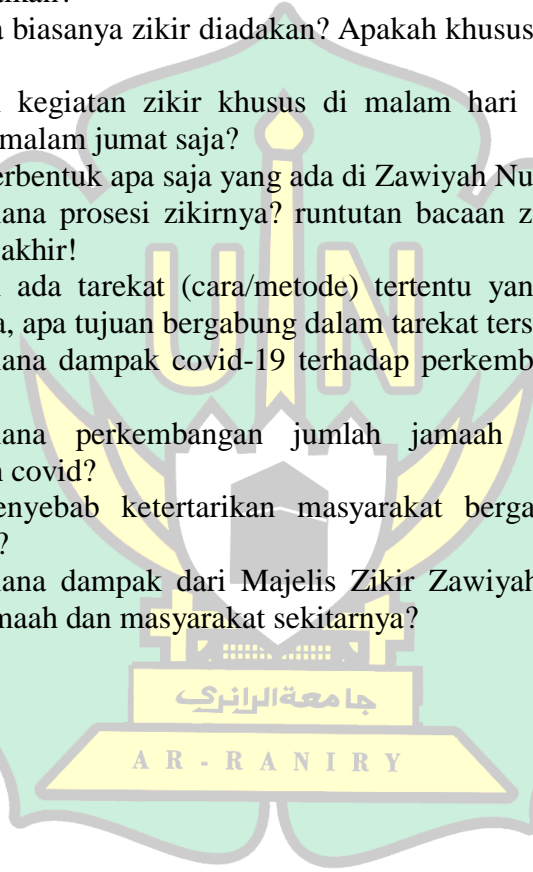 a biasanya zikir diadakan? Apakah khusus
kegiatan zikir khusus di malam hari
malam jumat saja?
erbentuk apa saja yang ada di Zawiyah Nu
ana prosesi zikirnya? runtutan bacaan z
akhir!
ada tarekat (cara/metode) tertentu yan
a, apa tujuan bergabung dalam tarekat ters
ana dampak covid-19 terhadap perkemb
ana perkembangan jumlah jamaah
covid?
enyebab ketertarikan masyarakat berga
?
ana dampak dari Majelis Zikir Zawiyah
maah dan masyarakat sekitarnya?
UIN
جامعة الرانري
AR-RANIRY